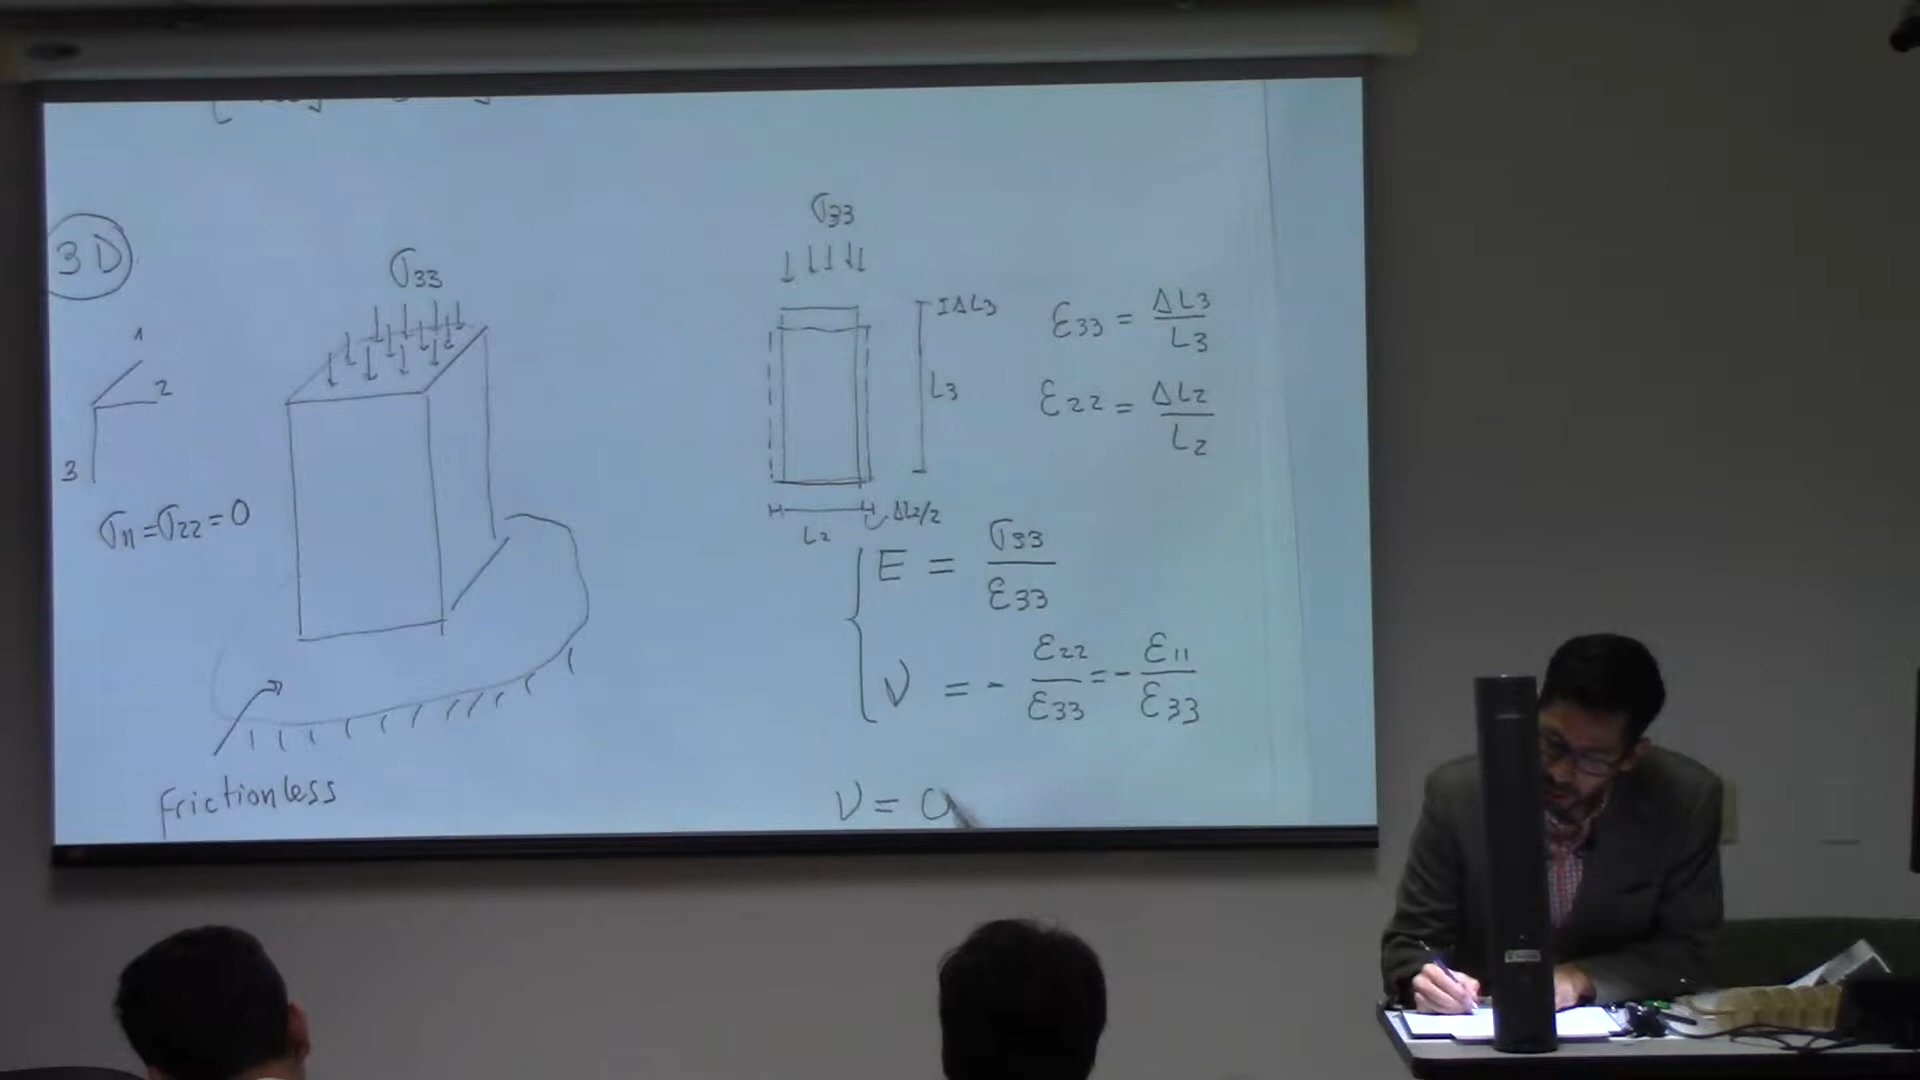 3D
σ33
1
2
3
σ11 = σ22 = 0
Frictionless
σ33
ΔL3
L3
L2
ΔL2/2
ε33 = ΔL3 / L3
ε22 = ΔL2 / L2
E = σ33 / ε33
ν = - ε22 / ε33 = - ε11 / ε33
ν = 0